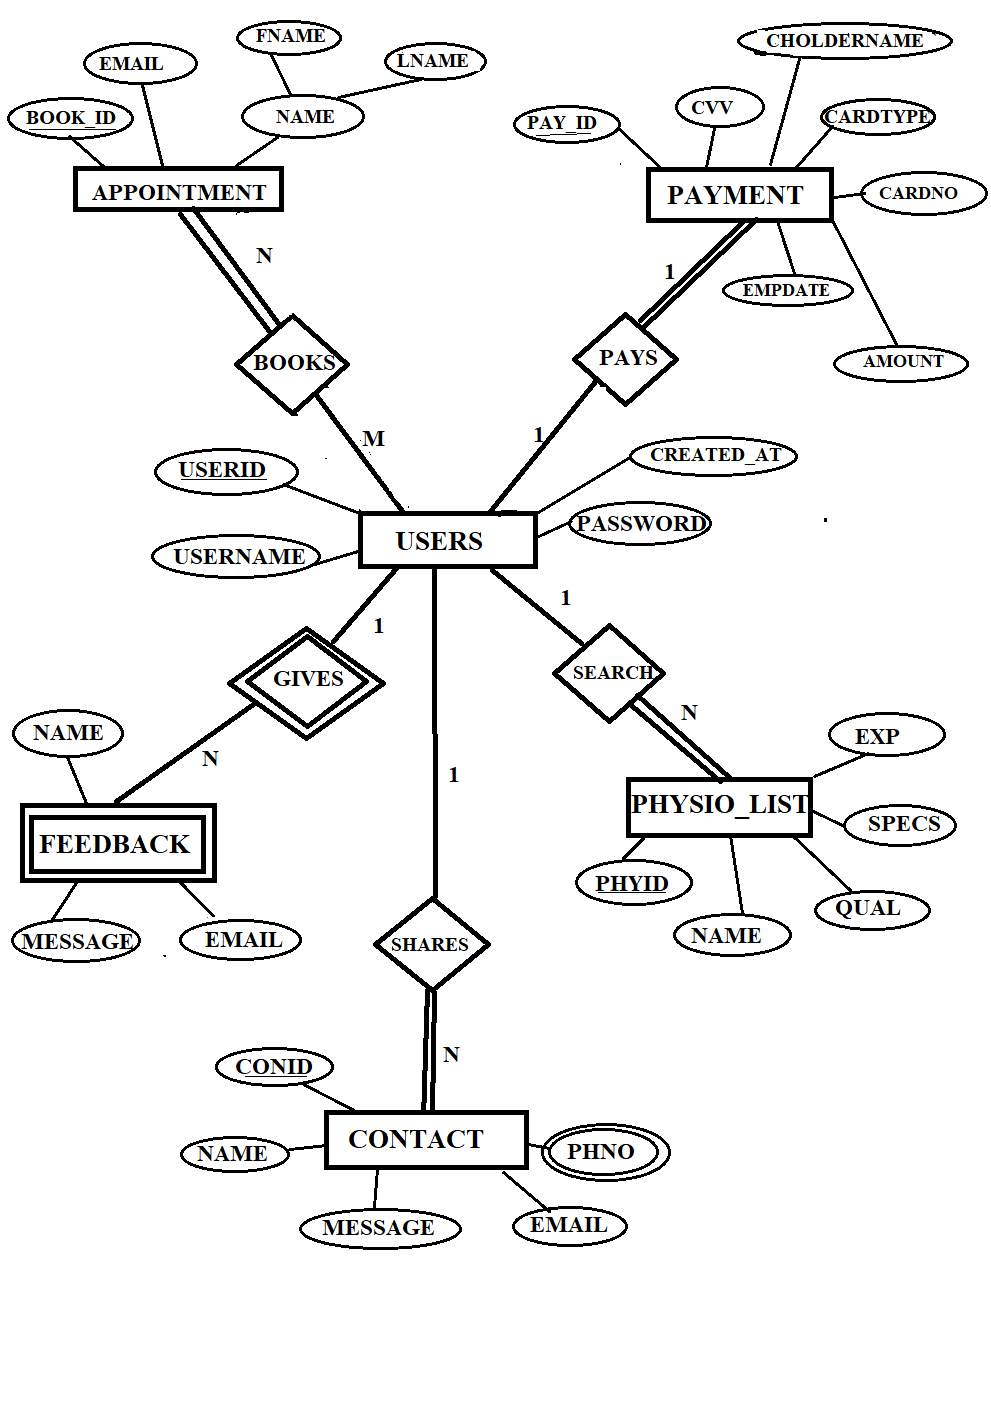 FNAME
CHOLDERNAME
EMAIL
LNAME
BOOK_ID
NAME
PAY_ID
CVV
CARDTYPE
APPOINTMENT
PAYMENT
CARDNO
N
1
EMPDATE
BOOKS
PAYS
AMOUNT
M
1
USERID
CREATED_AT
USERS
PASSWORD
USERNAME
1
1
GIVES
SEARCH
N
NAME
N
1
EXP
PHYSIO_LIST
SPECS
FEEDBACK
PHYID
QUAL
MESSAGE
EMAIL
SHARES
NAME
N
CONID
CONTACT
NAME
PHNO
MESSAGE
EMAIL